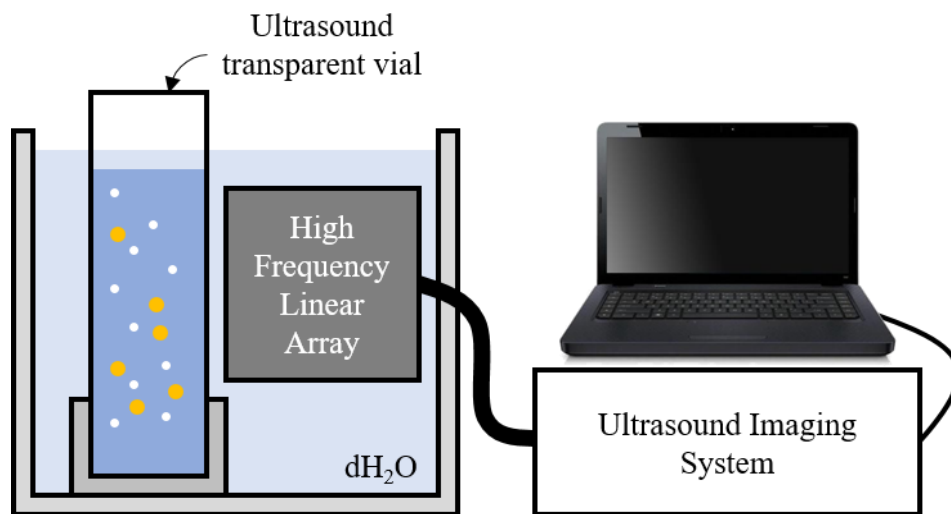 Ultrasound
transparent vial
High
Frequency
Linear
Array
dH₂O
Ultrasound Imaging
System